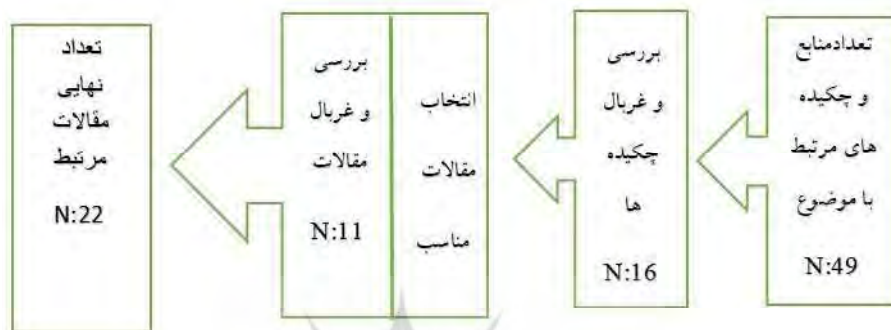 تعدادمنابع
و چکیده
های مرتبط
با موضوع
N:49
بررسی
و غربال
چکیده
ها
N:16
انتخاب
مقالات
مناسب
بررسی
و غربال
مقالات
N:11
تعداد
نهایی
مقالات
مرتبط
N:22